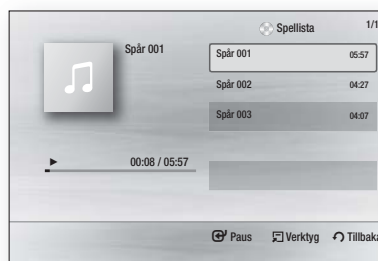 Spellista 1/1
Spår 001
Spår 001 05:57
Spår 002 04:27
Spår 003 04:07
00:08 / 05:57
Paus Verktyg Tillbaka